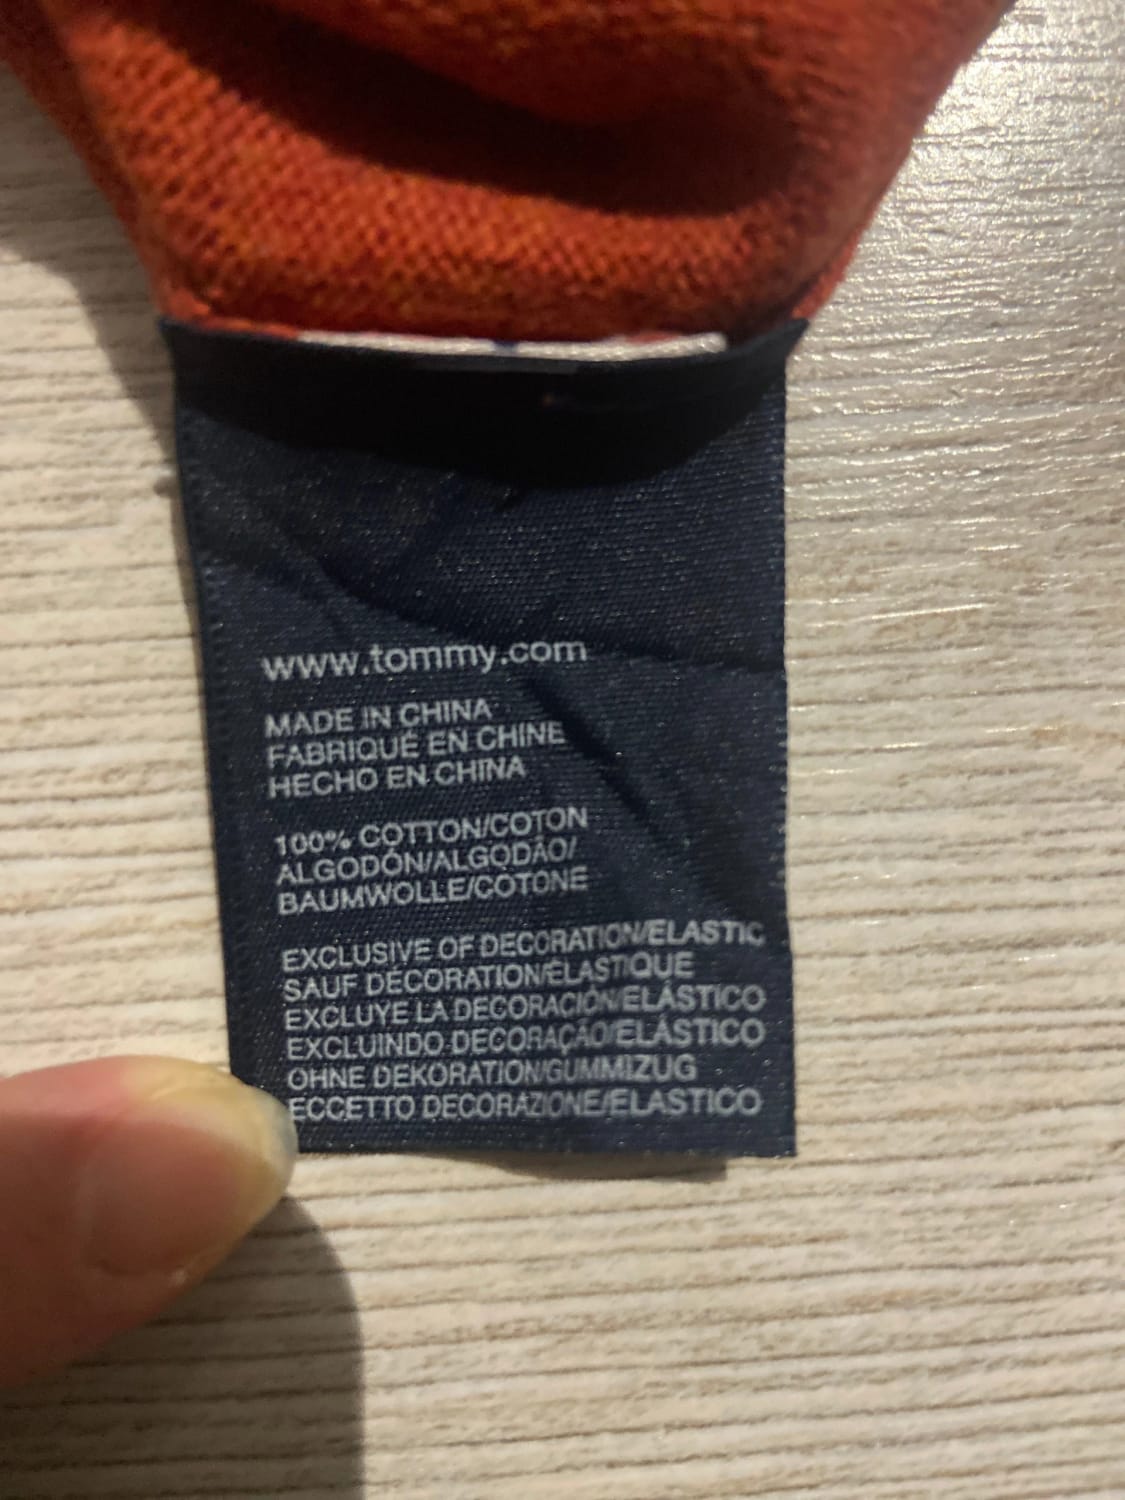 www.tommy.com
MADE IN CHINA
FABRIQUÉ EN CHINE
HECHO EN CHINA
100% COTTON/COTON
ALGODÓN/ALGODÃO/
BAUMWOLLE/COTONE
EXCLUSIVE OF DECORATION/ELASTIC
SAUF DÉCORATION/ÉLASTIQUE
EXCLUYE LA DECORACIÓN/ELÁSTICO
EXCLUINDO DECORAÇÃO/ELÁSTICO
OHNE DEKORATION/GUMMIZUG
ECCETTO DECORAZIONE/ELASTICO